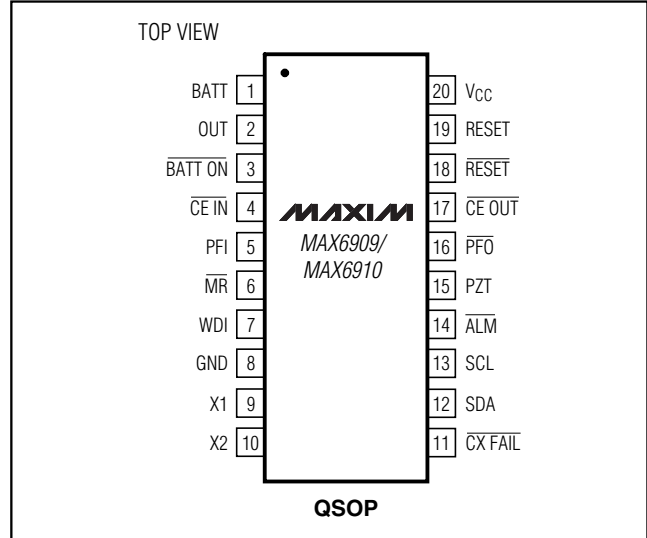 TOP VIEW
BATT 1 20 VCC
OUT 2 19 RESET
BATT ON 3 18 RESET
CE IN 4 MAXIM 17 CE OUT
PFI 5 MAX6909/ 16 PFO
MR 6 MAX6910 15 PZT
WDI 7 14 ALM
GND 8 13 SCL
X1 9 12 SDA
X2 10 11 CX FAIL
QSOP